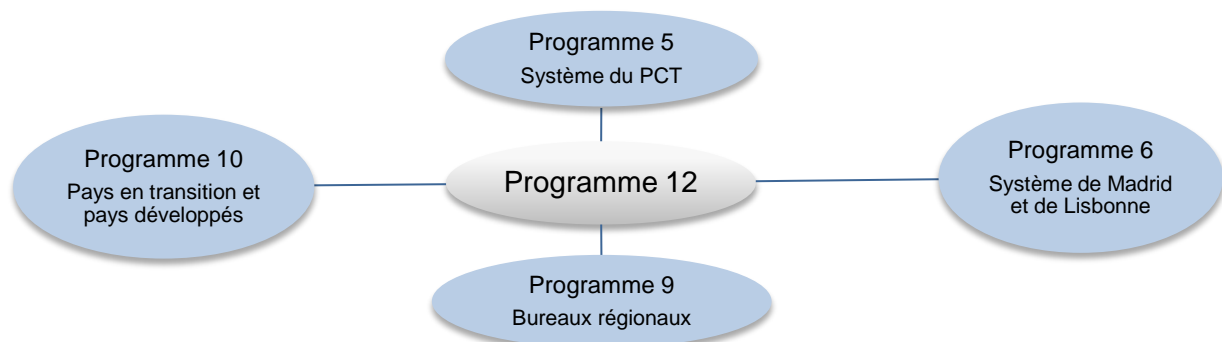 Programme 5
Système du PCT
Programme 10
Pays en transition et
pays développés
Programme 12
Programme 6
Système de Madrid
et de Lisbonne
Programme 9
Bureaux régionaux